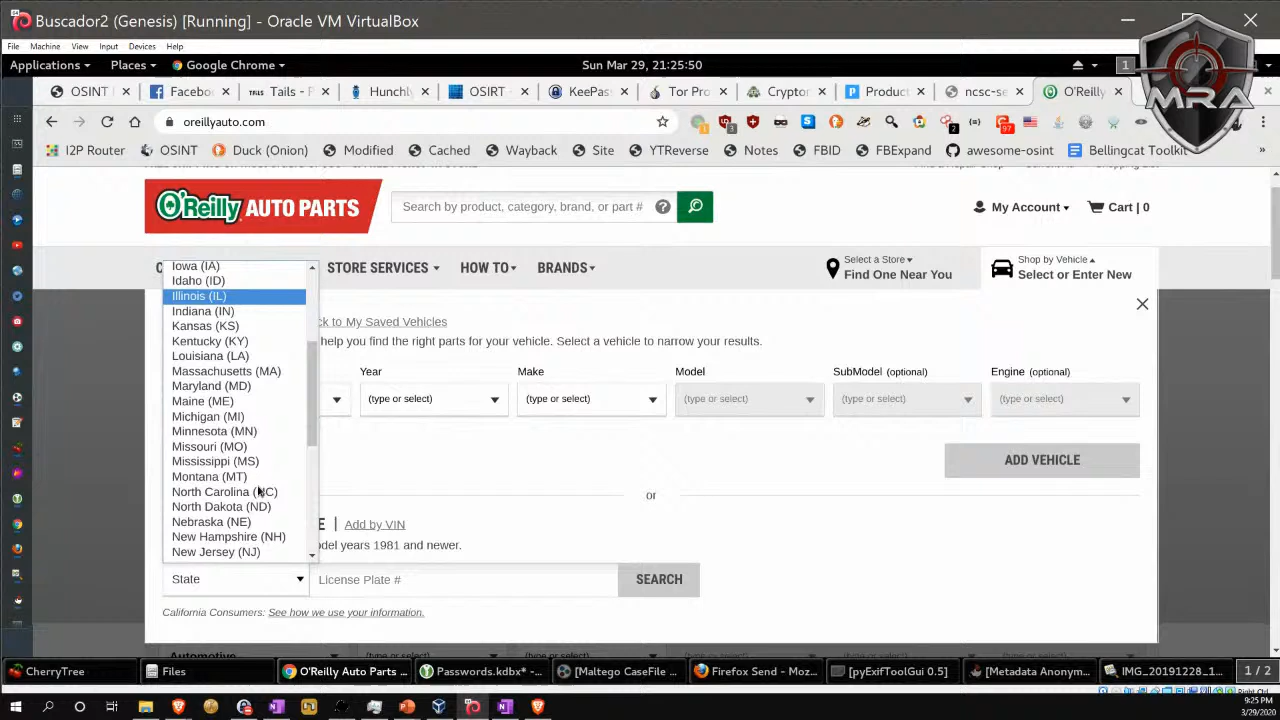 Buscador2 (Genesis) [Running] - Oracle VM VirtualBox
File Machine View Input Devices Help
Applications Places Google Chrome Sun Mar 29, 21:25:50 1
OSINT Facebo Tails - Hunchly OSIRT - KeePas Tor Pro Crypto Product ncsc-se O'Reilly
oreillyauto.com
I2P Router OSINT Duck (Onion) Modified Cached Wayback Site YTReverse Notes FBID FBExpand awesome-osint Bellingcat Toolkit »
MRA
O'Reilly AUTO PARTS Search by product, category, brand, or part # My Account Cart | 0
STORE SERVICES HOW TO BRANDS Select a Store Find One Near You Shop by Vehicle Select or Enter New
Iowa (IA)
Idaho (ID)
Illinois (IL)
Indiana (IN)
Kansas (KS)
Kentucky (KY)
Louisiana (LA)
Massachusetts (MA)
Maryland (MD)
Maine (ME)
Michigan (MI)
Minnesota (MN)
Missouri (MO)
Mississippi (MS)
Montana (MT)
North Carolina (NC)
North Dakota (ND)
Nebraska (NE)
New Hampshire (NH)
New Jersey (NJ)
ck to My Saved Vehicles
help you find the right parts for your vehicle. Select a vehicle to narrow your results.
Year Make Model SubModel (optional) Engine (optional)
(type or select) (type or select) (type or select) (type or select) (type or select)
ADD VEHICLE
or
E | Add by VIN
odel years 1981 and newer.
State License Plate # SEARCH
California Consumers: See how we use your information.
Automotive
CherryTree Files O'Reilly Auto Parts ... Passwords.kdbx* - ... [Maltego CaseFile ... Firefox Send - Moz... [pyExifToolGui 0.5] [Metadata Anonym... IMG_20191228_1... 1 / 2
Right Ctrl
9:25 PM
3/29/2020